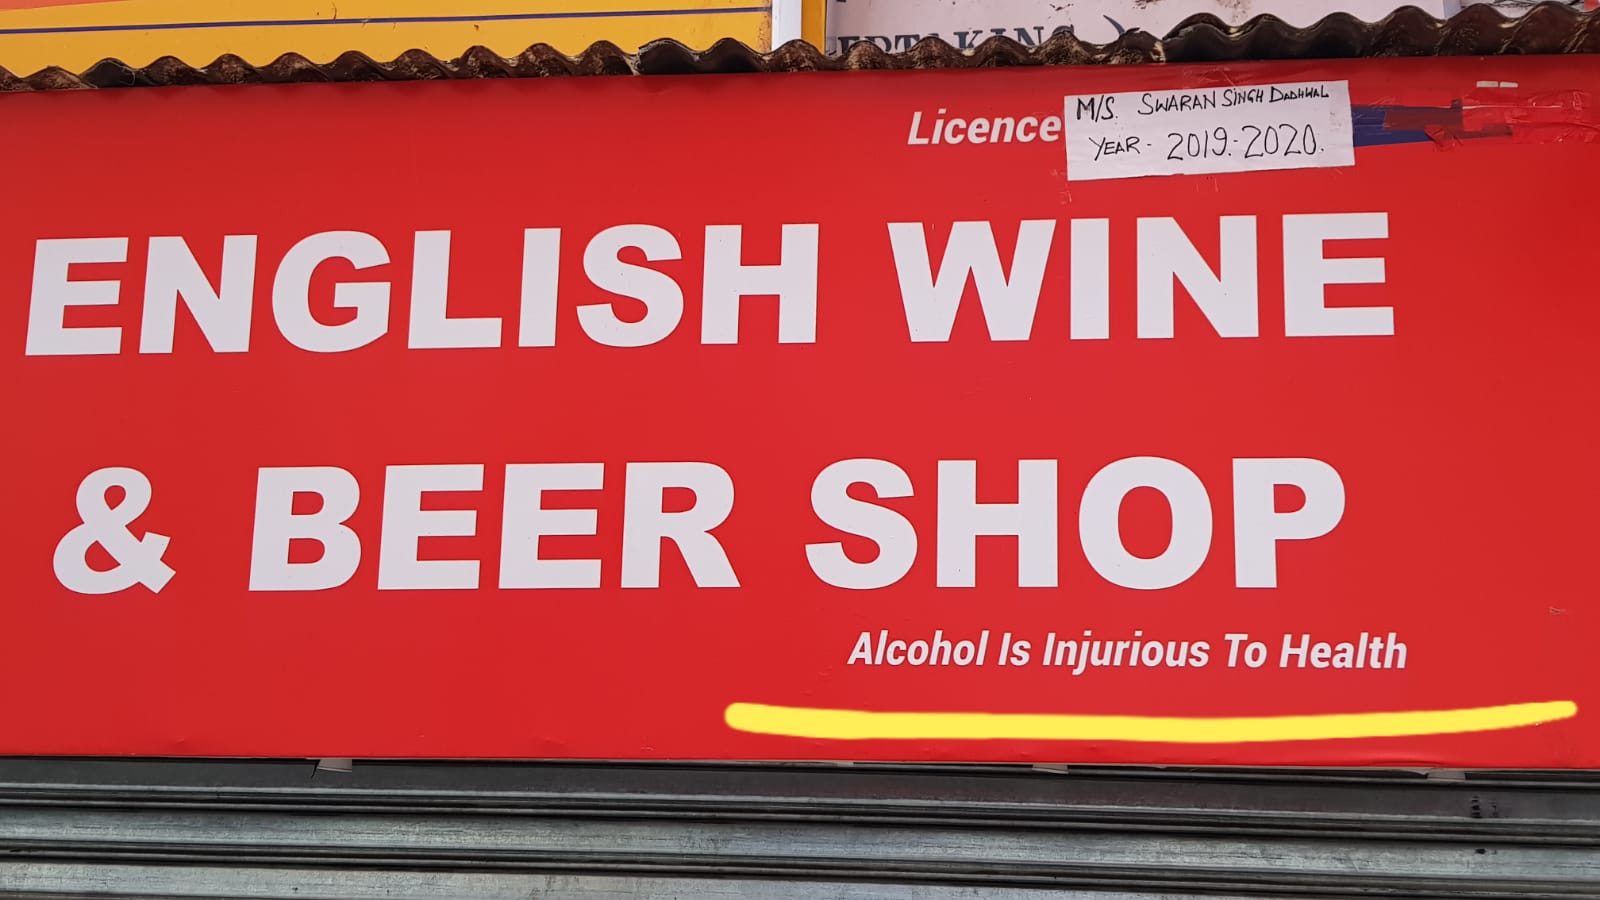 Licence M/S. SWARAN SINGH DADHWAL
YEAR - 2019-2020.
ENGLISH WINE
& BEER SHOP
Alcohol Is Injurious To Health